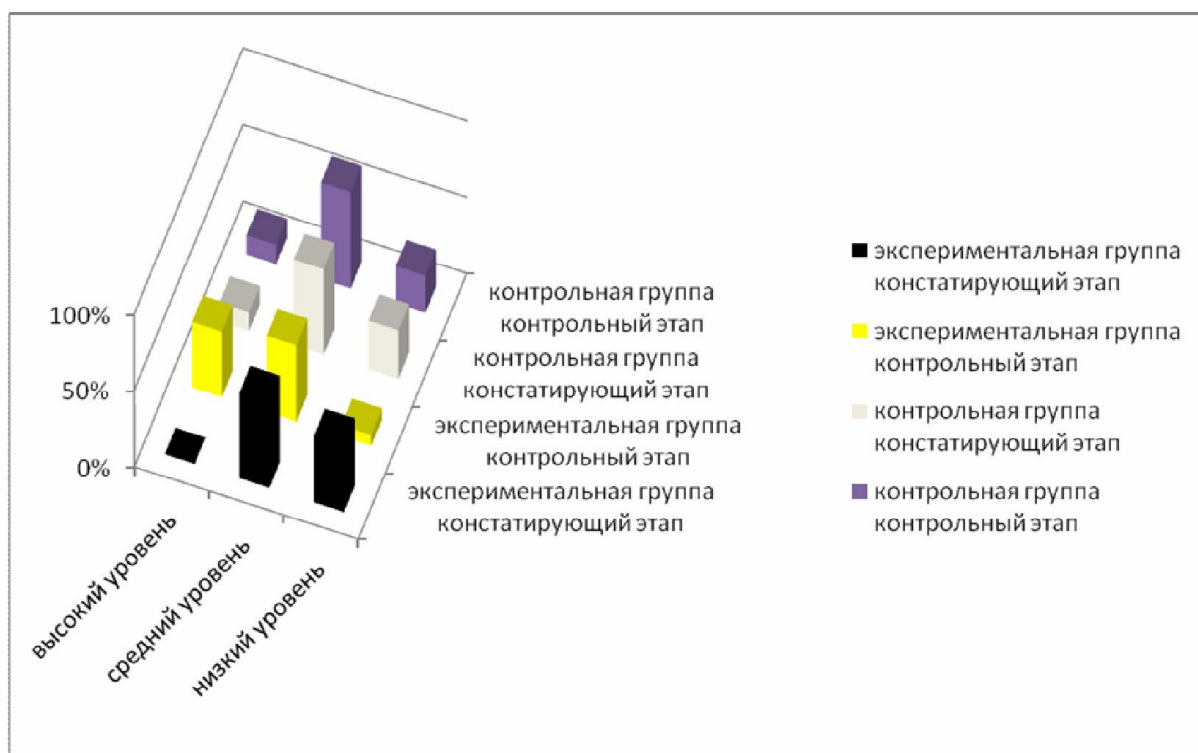 100%
50%
0%
высокий уровень
средний уровень
низкий уровень
контрольная группа
контрольный этап
контрольная группа
констатирующий этап
экспериментальная группа
контрольный этап
экспериментальная группа
констатирующий этап
экспериментальная группа
констатирующий этап
экспериментальная группа
контрольный этап
контрольная группа
констатирующий этап
контрольная группа
контрольный этап